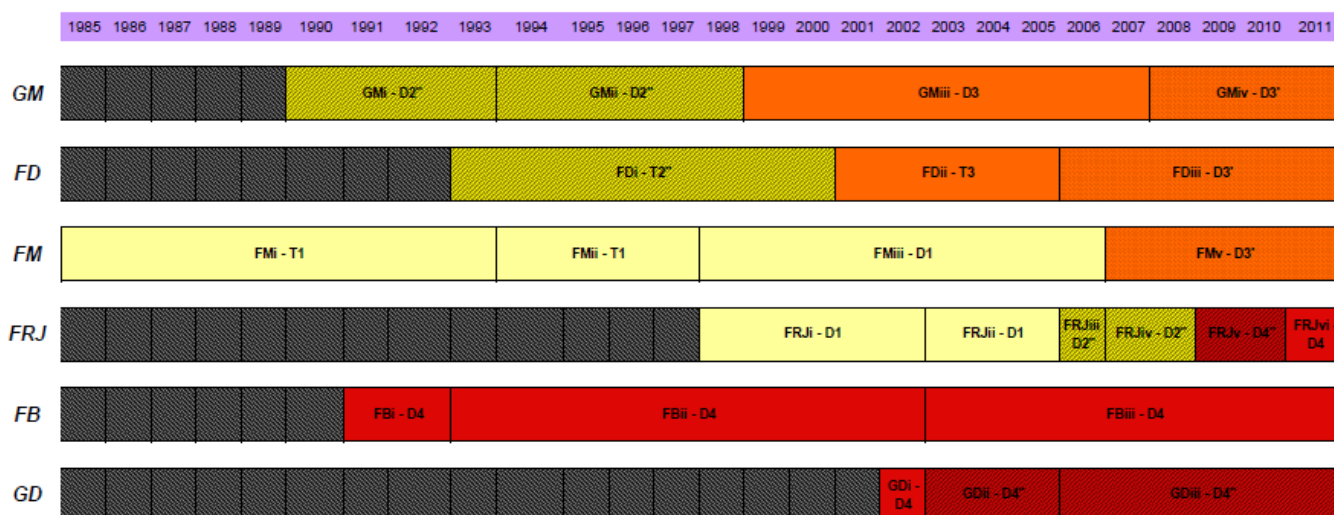 1985 1986 1987 1988 1989 1990 1991 1992 1993 1994 1995 1996 1997 1998 1999 2000 2001 2002 2003 2004 2005 2006 2007 2008 2009 2010 2011
GM GMi - D2" GMii - D2" GMiii - D3 GMiv - D3'
FD FDi - T2" FDii - T3 FDiii - D3'
FM FMi - T1 FMii - T1 FMiii - D1 FMv - D3'
FRJ FRJi - D1 FRJii - D1 FRJiii D2" FRJiv - D2" FRJv - D4" FRJvi D4
FB FBi - D4 FBii - D4 FBiii - D4
GD GDi - D4 GDii - D4" GDiii - D4"